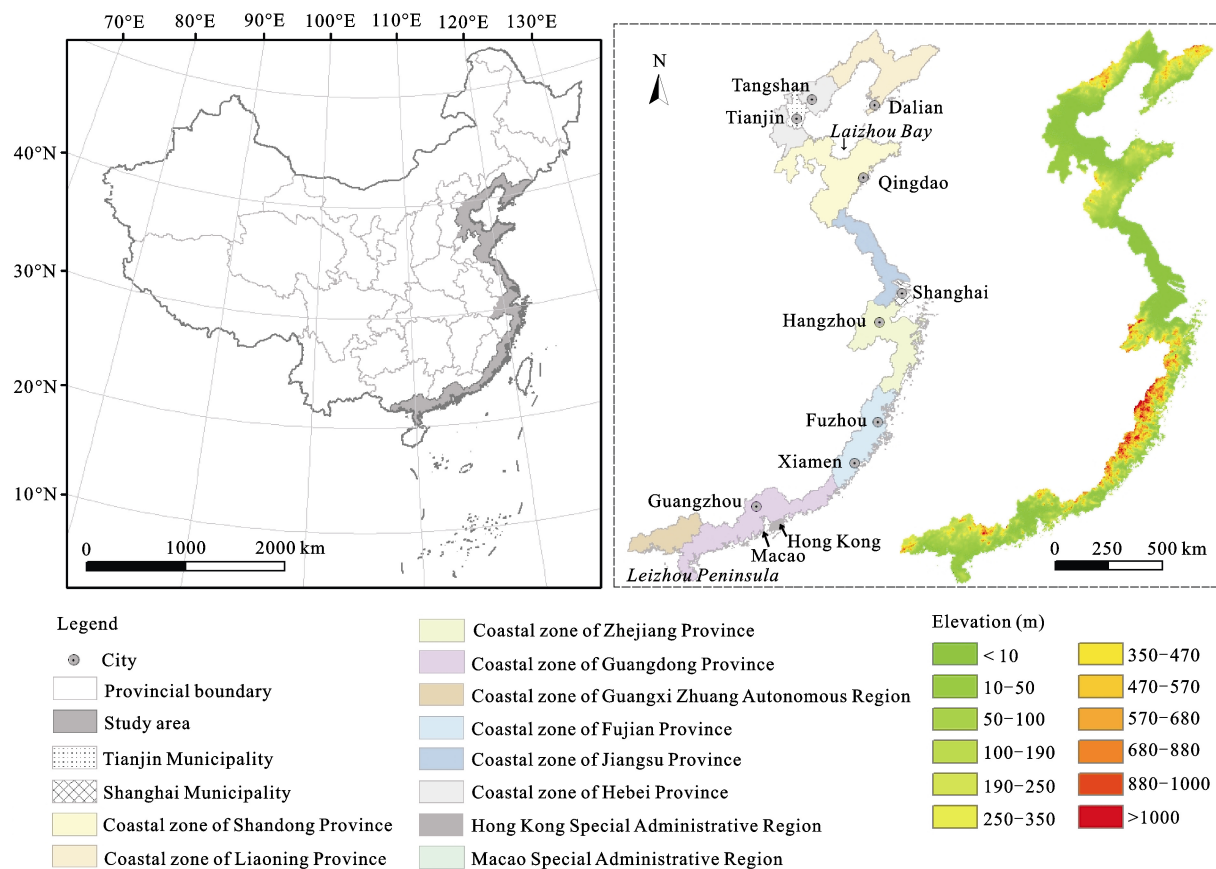 70°E 80°E 90°E 100°E 110°E 120°E 130°E
40°N
30°N
20°N
10°N
0 1000 2000 km
N
Tangshan
Tianjin
Dalian
Laizhou Bay
Qingdao
Shanghai
Hangzhou
Fuzhou
Xiamen
Guangzhou
Hong Kong
Macao
Leizhou Peninsula
0 250 500 km
Legend
City
Provincial boundary
Study area
Tianjin Municipality
Shanghai Municipality
Coastal zone of Shandong Province
Coastal zone of Liaoning Province
Coastal zone of Zhejiang Province
Coastal zone of Guangdong Province
Coastal zone of Guangxi Zhuang Autonomous Region
Coastal zone of Fujian Province
Coastal zone of Jiangsu Province
Coastal zone of Hebei Province
Hong Kong Special Administrative Region
Macao Special Administrative Region
Elevation (m)
< 10
10-50
50-100
100-190
190-250
250-350
350-470
470-570
570-680
680-880
880-1000
>1000